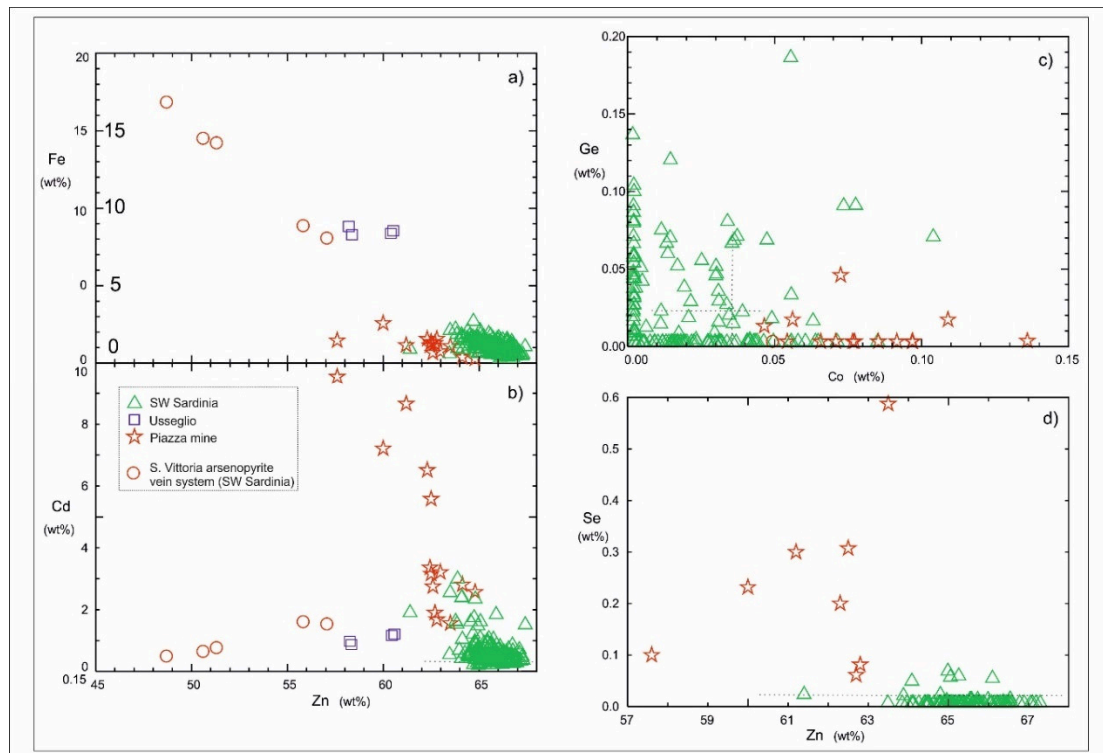 20
15
Fe
(wt%)
10
0
15
10
5
0
a)
10
8
6
4
2
0
0.15
Cd
(wt%)
b)
SW Sardinia
Usseglio
Piazza mine
S. Vittoria arsenopyrite
vein system (SW Sardinia)
45
50
55
60
65
Zn (wt%)
0.20
0.15
Ge
(wt%)
0.10
0.05
0.00
c)
0.00
0.05
0.10
0.15
Co (wt%)
0.6
0.5
0.4
Se
(wt%)
0.3
0.2
0.1
0.0
d)
57
59
61
63
65
67
Zn (wt%)